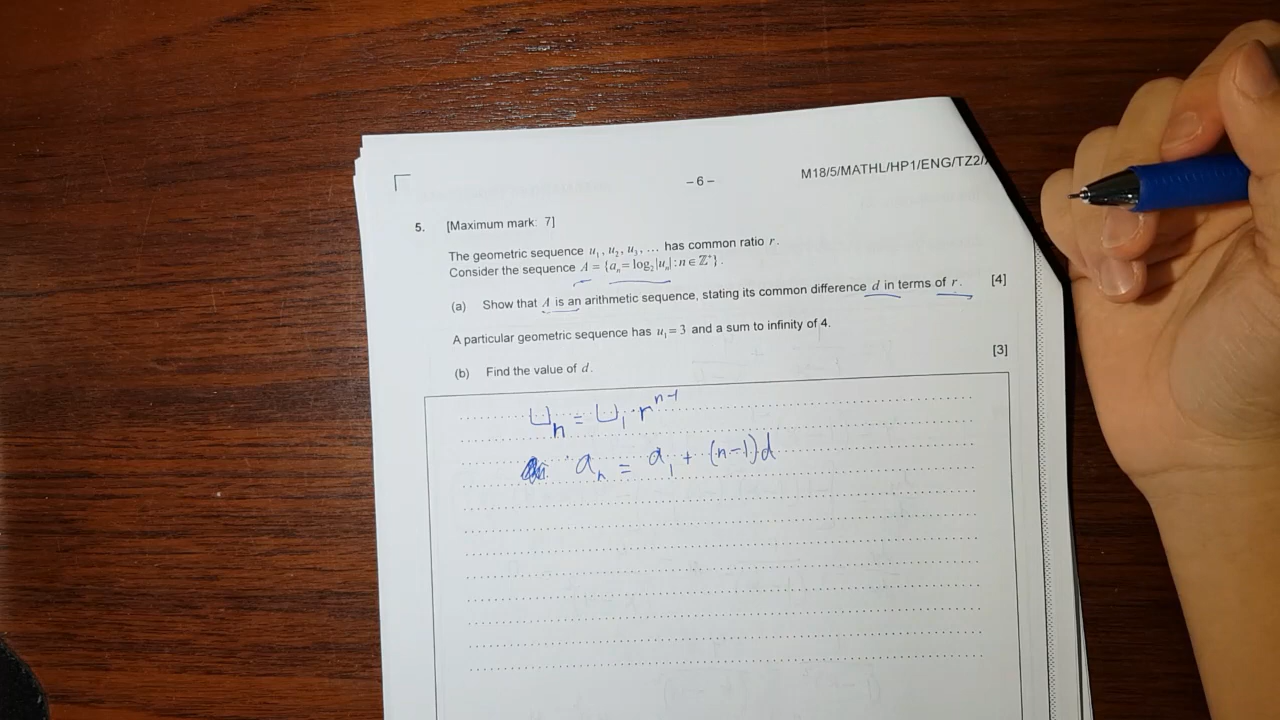 – 6 –
M18/5/MATHL/HP1/ENG/TZ2/
5. [Maximum mark: 7]
The geometric sequence u₁, u₂, u₃, … has common ratio r.
Consider the sequence A = {aₙ = log₂|uₙ| : n ∈ ℤ⁺}.
(a) Show that A is an arithmetic sequence, stating its common difference d in terms of r. [4]
A particular geometric sequence has u₁ = 3 and a sum to infinity of 4.
(b) Find the value of d. [3]
Uₙ = U₁ · rⁿ⁻¹
aₙ = a₁ + (n-1)d